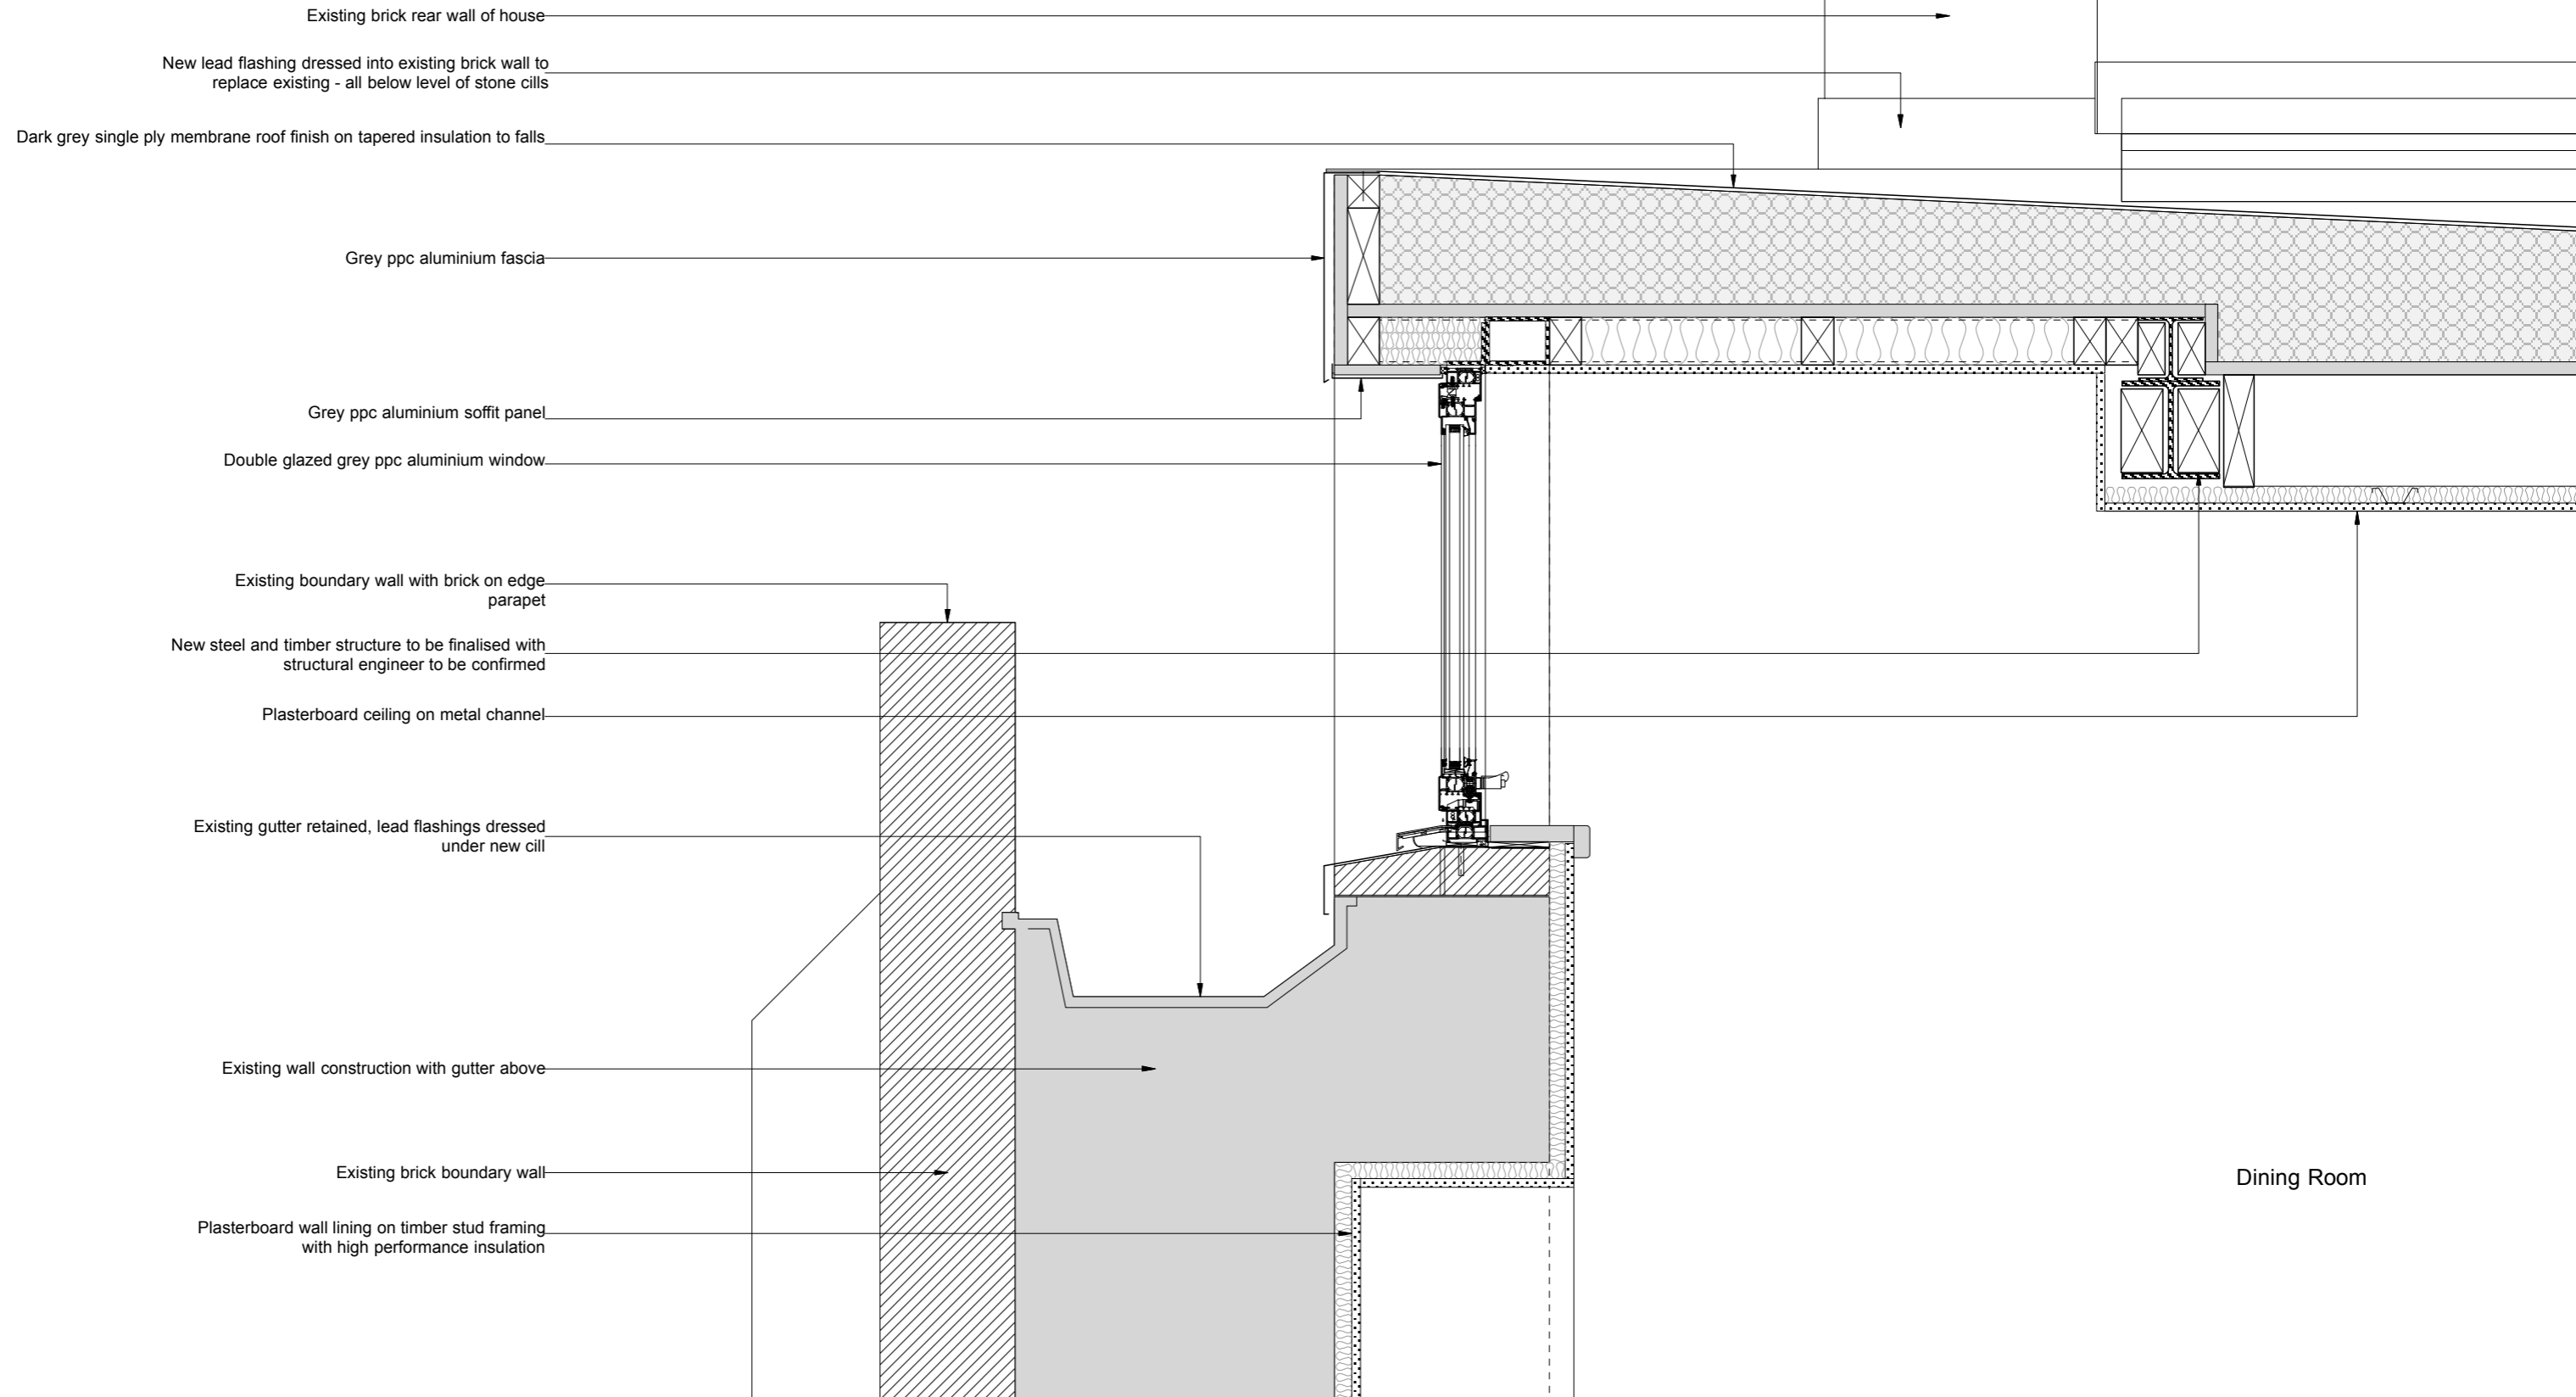 Existing brick rear wall of house
New lead flashing dressed into existing brick wall to
replace existing - all below level of stone cills
Dark grey single ply membrane roof finish on tapered insulation to falls
Grey ppc aluminium fascia
Grey ppc aluminium soffit panel
Double glazed grey ppc aluminium window
Existing boundary wall with brick on edge
parapet
New steel and timber structure to be finalised with
structural engineer to be confirmed
Plasterboard ceiling on metal channel
Existing gutter retained, lead flashings dressed
under new cill
Existing wall construction with gutter above
Existing brick boundary wall
Dining Room
Plasterboard wall lining on timber stud framing
with high performance insulation